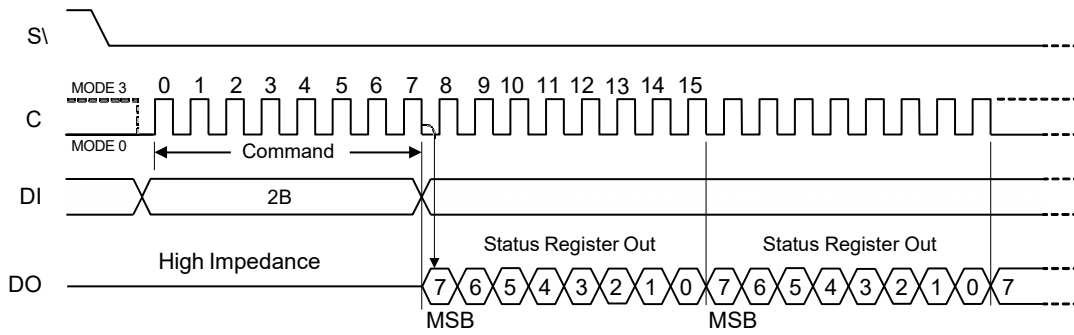 S\
MODE 3
0 1 2 3 4 5 6 7 8 9 10 11 12 13 14 15
C
MODE 0
Command
DI
2B
High Impedance
Status Register Out
Status Register Out
DO
7 6 5 4 3 2 1 0 7 6 5 4 3 2 1 0 7
MSB
MSB